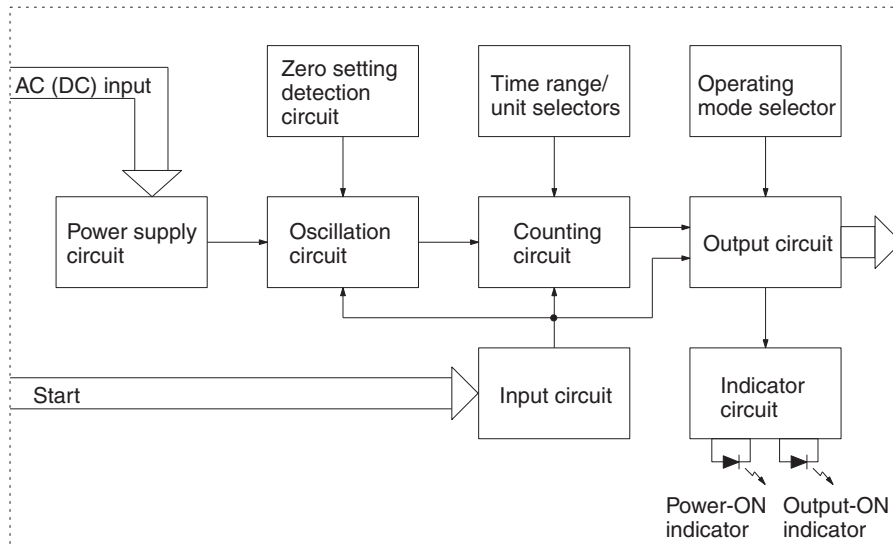 AC (DC) input
Zero setting
detection
circuit
Time range/
unit selectors
Operating
mode selector
Power supply
circuit
Oscillation
circuit
Counting
circuit
Output circuit
Start
Input circuit
Indicator
circuit
Power-ON
indicator
Output-ON
indicator